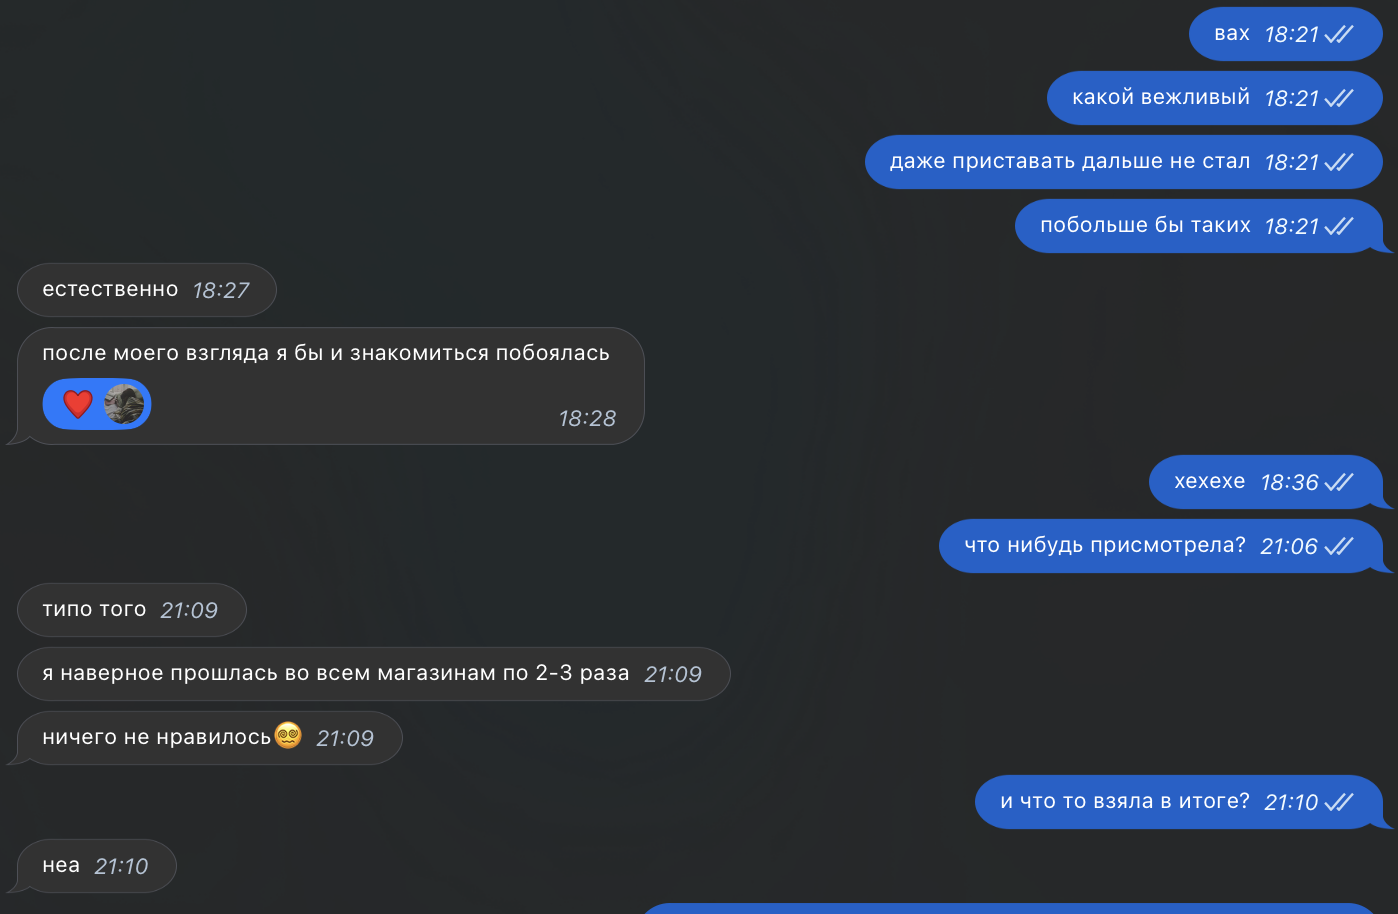 вах 18:21
какой вежливый 18:21
даже приставать дальше не стал 18:21
побольше бы таких 18:21
естественно 18:27
после моего взгляда я бы и знакомиться побоялась
18:28
хехехе 18:36
что нибудь присмотрела? 21:06
типо того 21:09
я наверное прошлась во всем магазинам по 2-3 раза 21:09
ничего не нравилось 21:09
и что то взяла в итоге? 21:10
неа 21:10